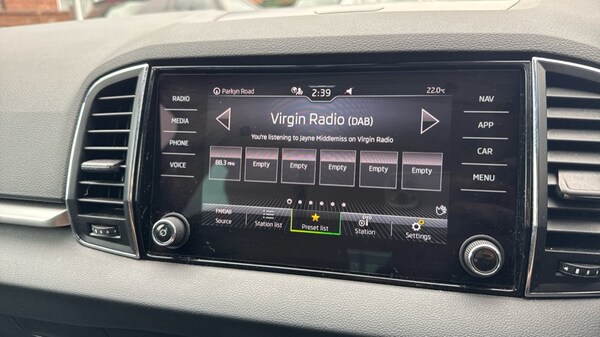 RADIO
MEDIA
PHONE
VOICE
Parkyn Road
2:39
22.0°C
Virgin Radio (DAB)
You're listening to Jayne Middlemiss on Virgin Radio
88.3 MHz
Empty
Empty
Empty
Empty
Empty
FM/DAB
Source
Station list
Preset list
Station
Settings
NAV
APP
CAR
MENU